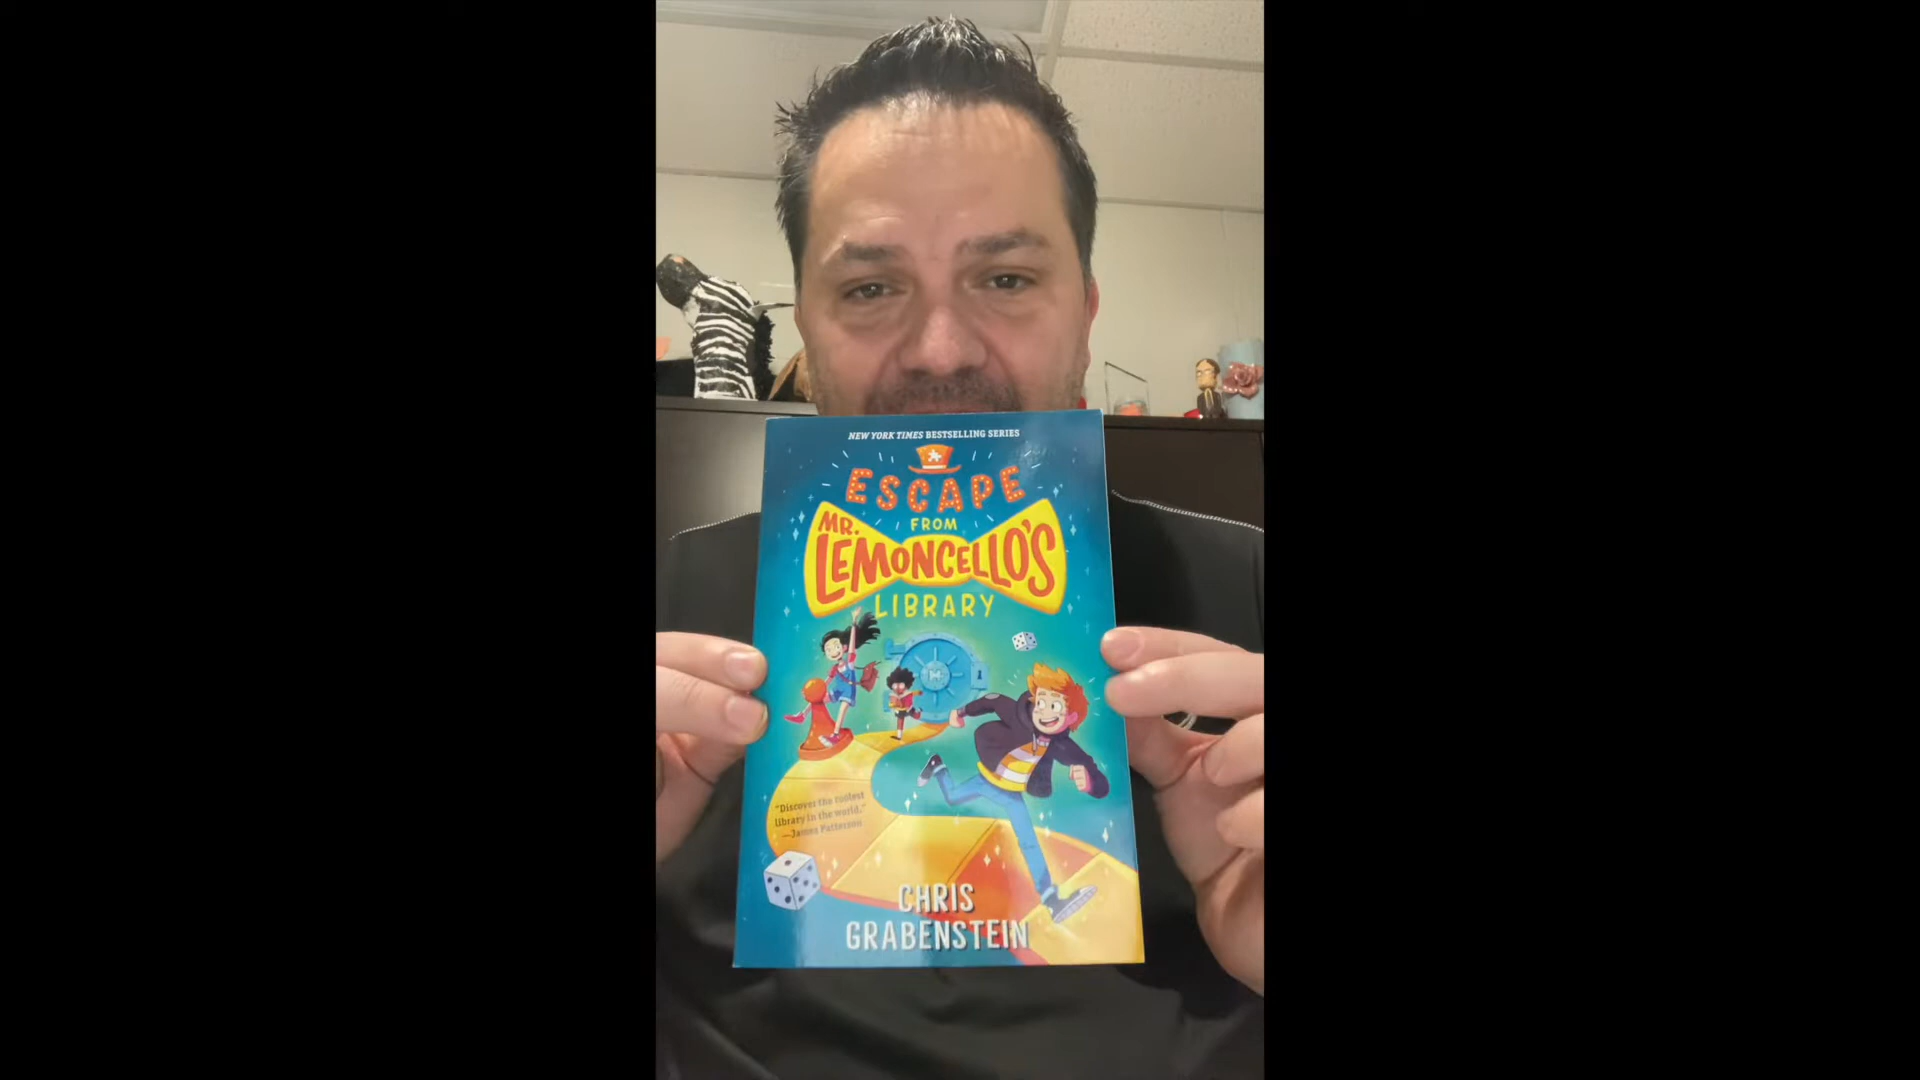 NEW YORK TIMES BESTSELLING SERIES
ESCAPE
FROM
MR.
LEMONCELLO'S
LIBRARY
"Discover the coolest
library in the world."
—James Patterson
CHRIS
GRABENSTEIN